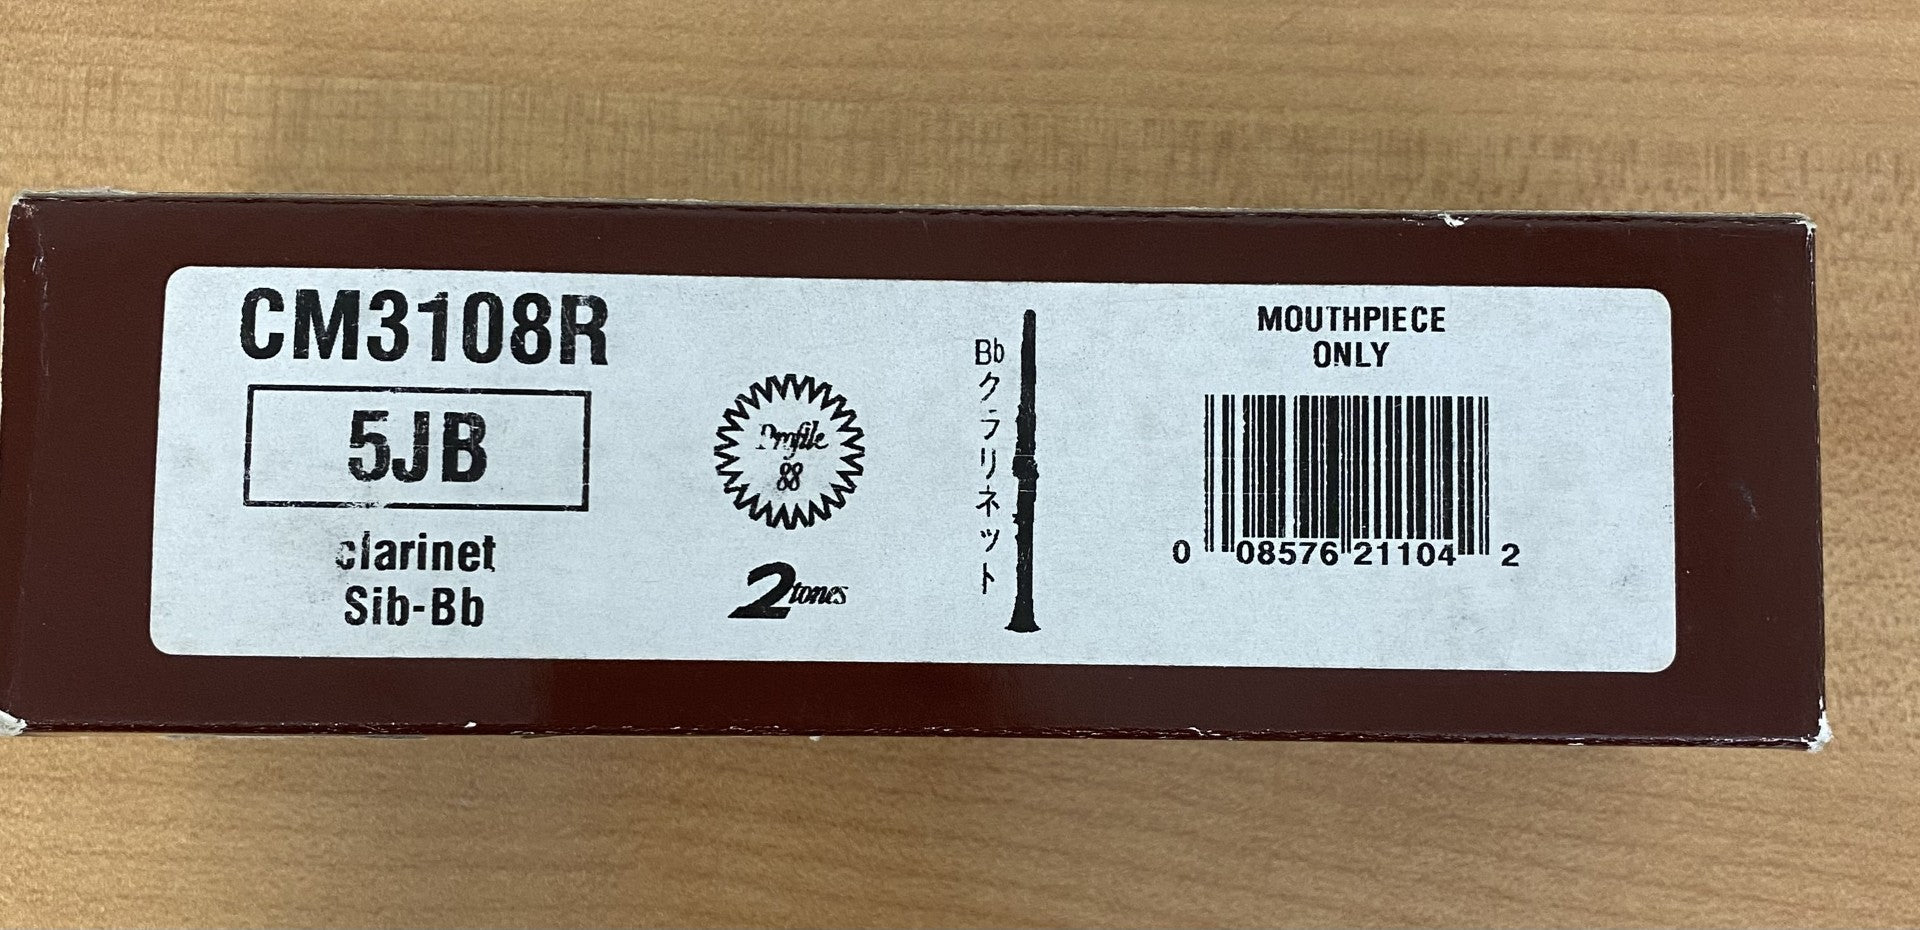 CM3108R
5JB
clarinet
Sib-Bb
Profile
88
2tones
Bb
クラリネット
MOUTHPIECE
ONLY
0 08576 21104 2